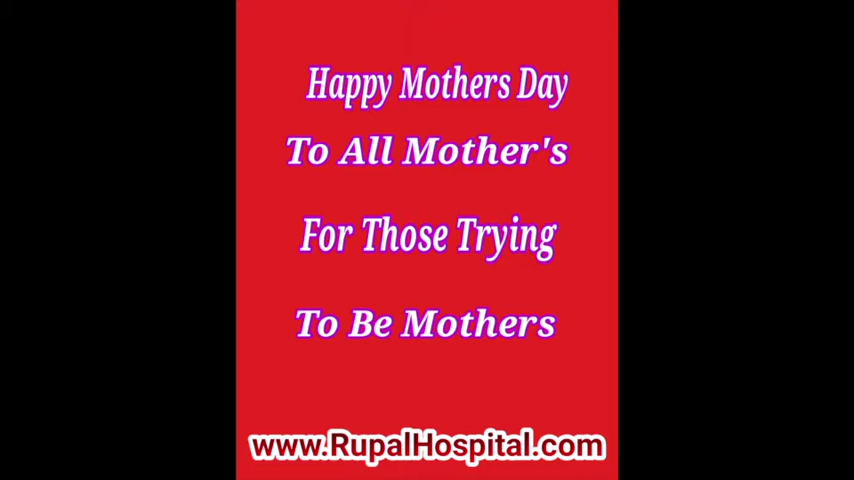 Happy Mothers Day
To All Mother's
For Those Trying
To Be Mothers
www.RupalHospital.com